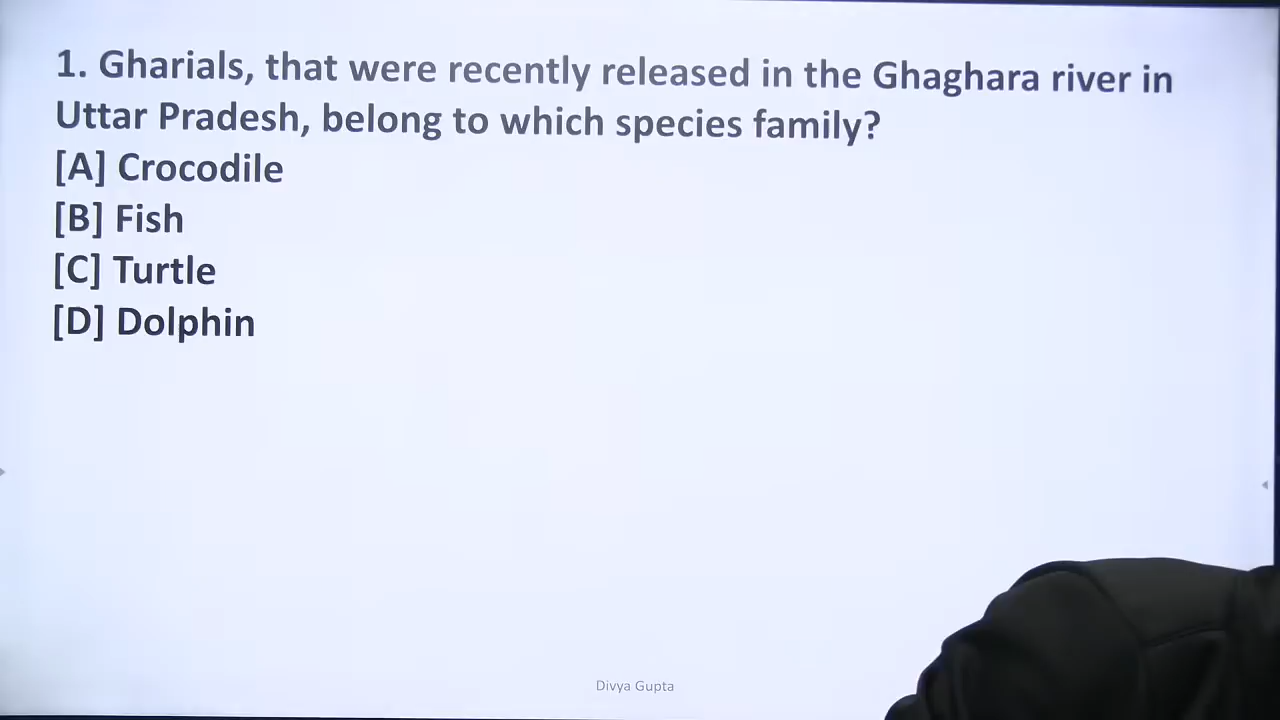 1. Gharials, that were recently released in the Ghaghara river in
Uttar Pradesh, belong to which species family?
[A] Crocodile
[B] Fish
[C] Turtle
[D] Dolphin
Divya Gupta